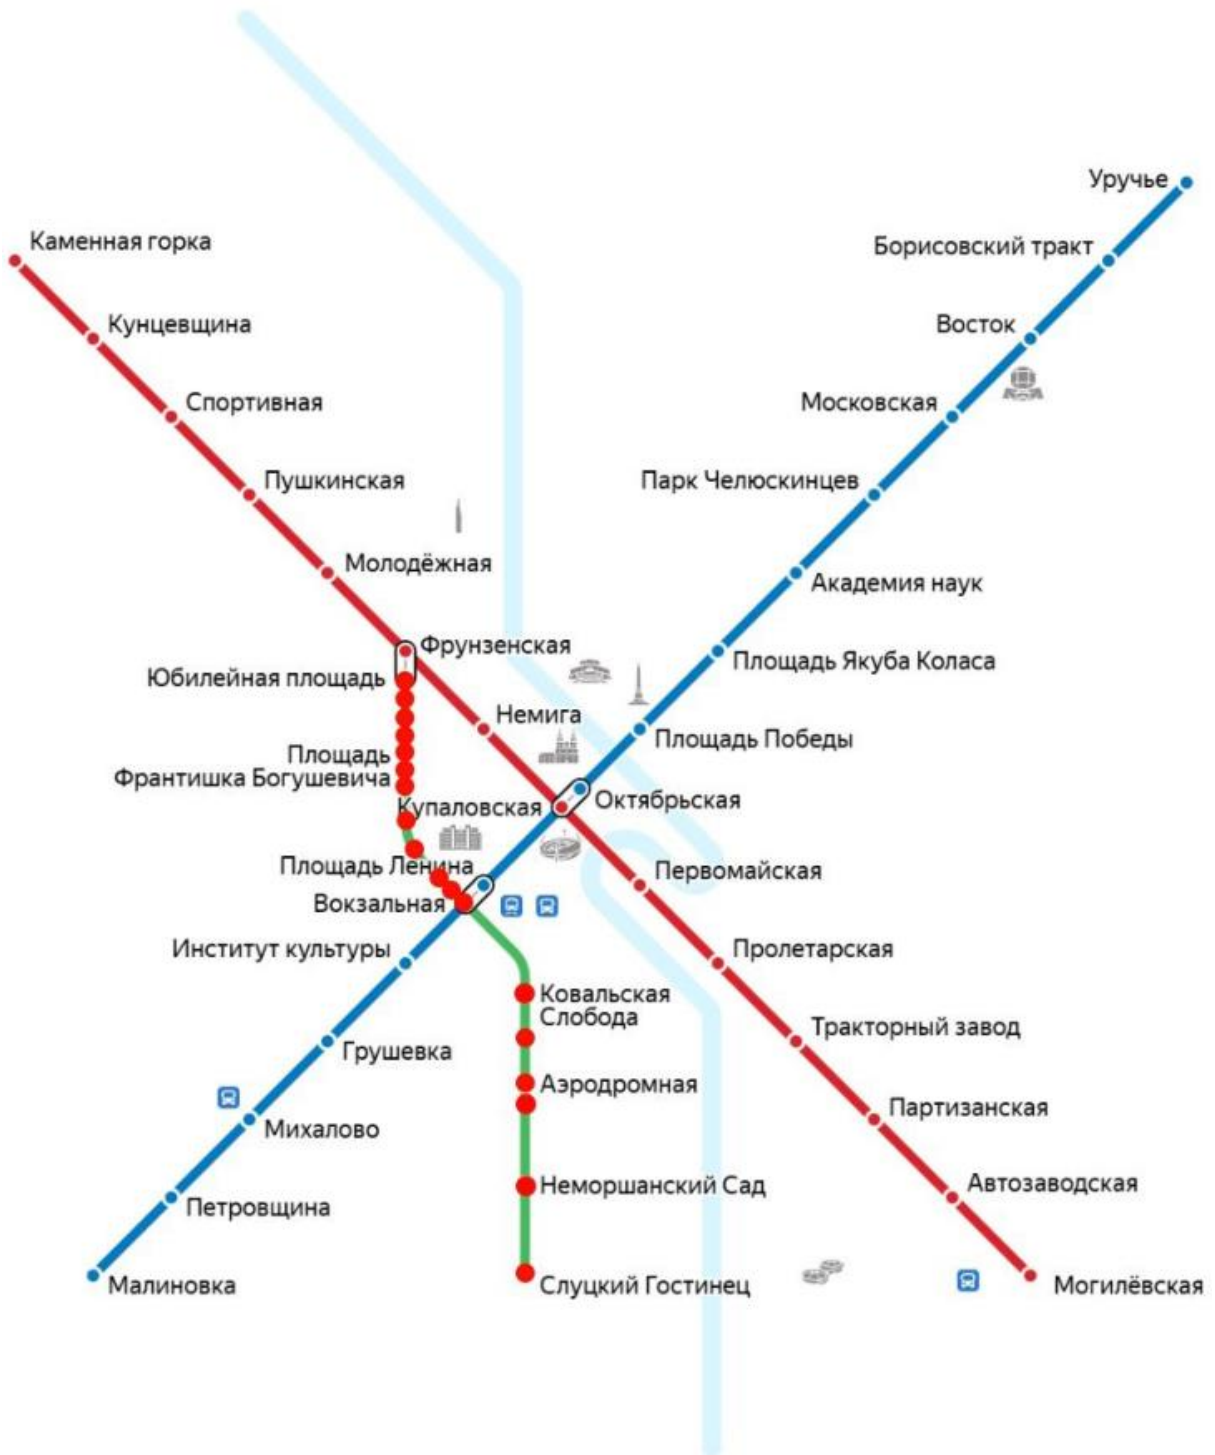 Уручье
Каменная горка
Борисовский тракт
Кунцевщина
Восток
Спортивная
Московская
Пушкинская
Парк Челюскинцев
Молодёжная
Академия наук
Фрунзенская
Площадь Якуба Коласа
Юбилейная площадь
Немига
Площадь Победы
Площадь
Франтишка Богушевича
Купаловская
Октябрьская
Площадь Ленина
Первомайская
Вокзальная
Институт культуры
Пролетарская
Ковальская
Слобода
Тракторный завод
Грушевка
Аэродромная
Партизанская
Михалово
Неморшанский Сад
Автозаводская
Петровщина
Малиновка
Слуцкий Гостинец
Могилёвская